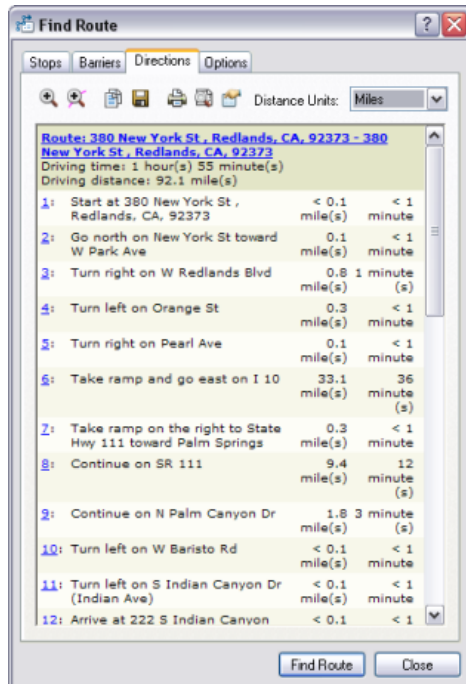 Find Route
Stops Barriers Directions Options
Distance Units: Miles
Route: 380 New York St , Redlands, CA, 92373 - 380
New York St , Redlands, CA, 92373
Driving time: 1 hour(s) 55 minute(s)
Driving distance: 92.1 mile(s)
1: Start at 380 New York St , < 0.1 < 1
Redlands, CA, 92373 mile(s) minute
2: Go north on New York St toward 0.1 < 1
W Park Ave mile(s) minute
3: Turn right on W Redlands Blvd 0.8 1 minute
mile(s) (s)
4: Turn left on Orange St 0.3 < 1
mile(s) minute
5: Turn right on Pearl Ave 0.1 < 1
mile(s) minute
6: Take ramp and go east on I 10 33.1 36
mile(s) minute
(s)
7: Take ramp on the right to State 0.3 < 1
Hwy 111 toward Palm Springs mile(s) minute
8: Continue on SR 111 9.4 12
mile(s) minute
(s)
9: Continue on N Palm Canyon Dr 1.8 3 minute
mile(s) (s)
10: Turn left on W Baristo Rd < 0.1 < 1
mile(s) minute
11: Turn left on S Indian Canyon Dr < 0.1 < 1
(Indian Ave) mile(s) minute
12: Arrive at 222 S Indian Canyon < 0.1 < 1
Find Route Close